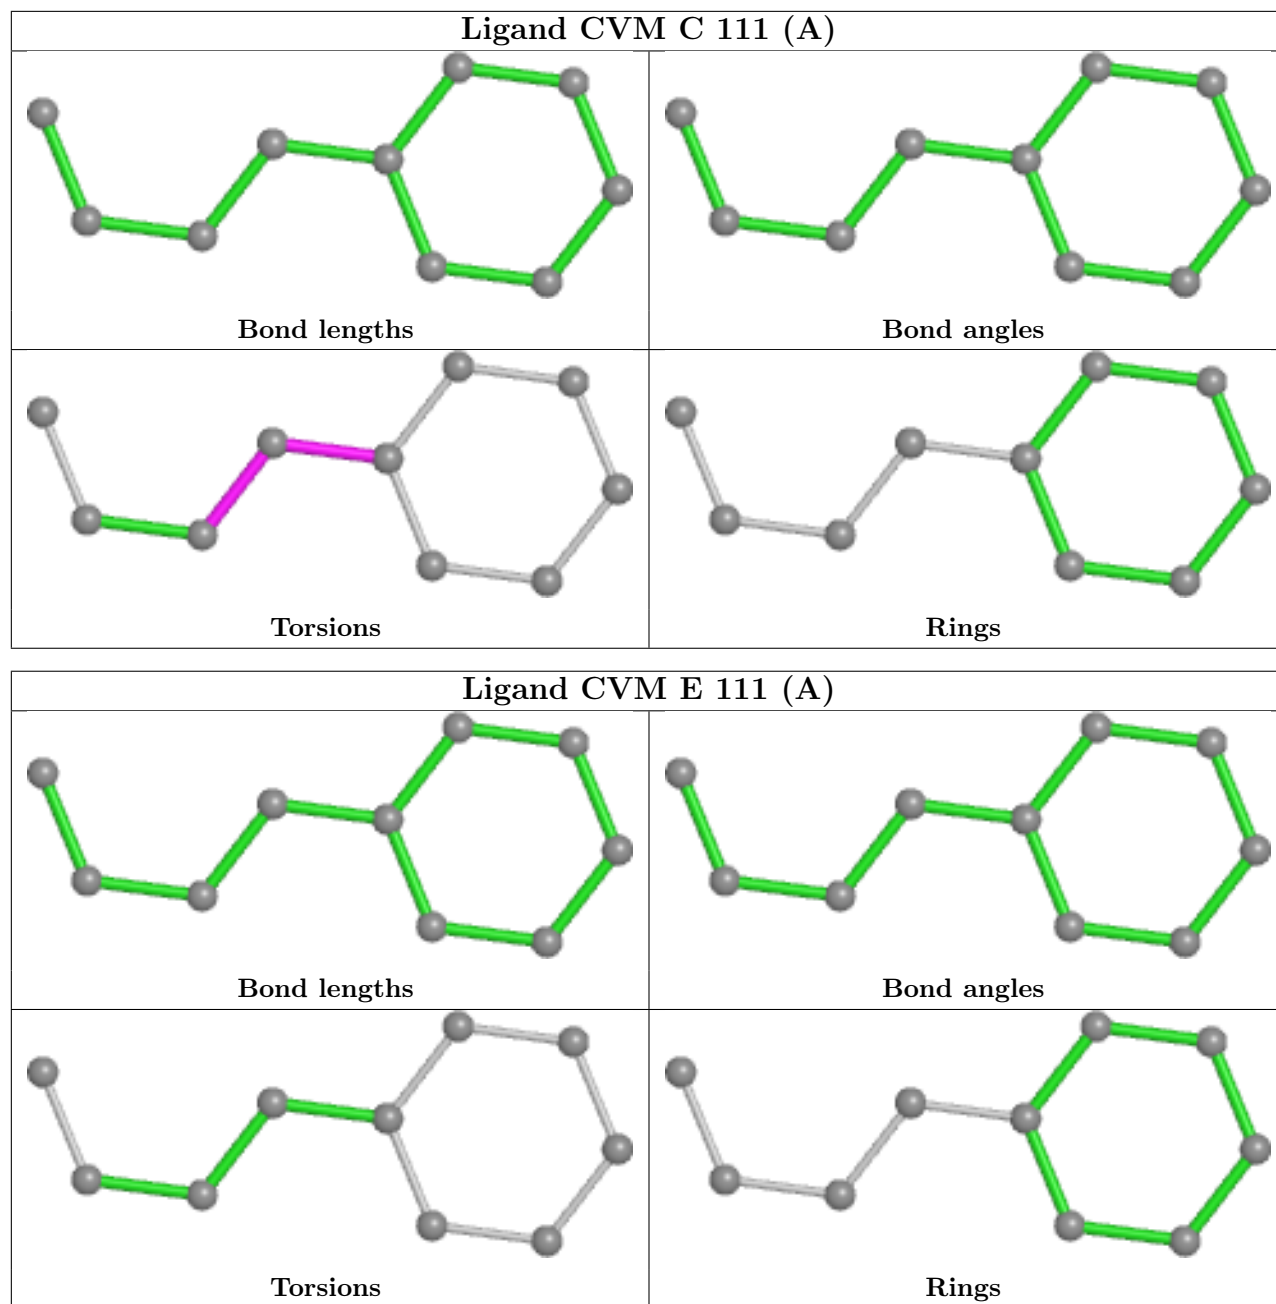 Ligand CVM C 111 (A)
Bond lengths
Bond angles
Torsions
Rings
Ligand CVM E 111 (A)
Bond lengths
Bond angles
Torsions
Rings